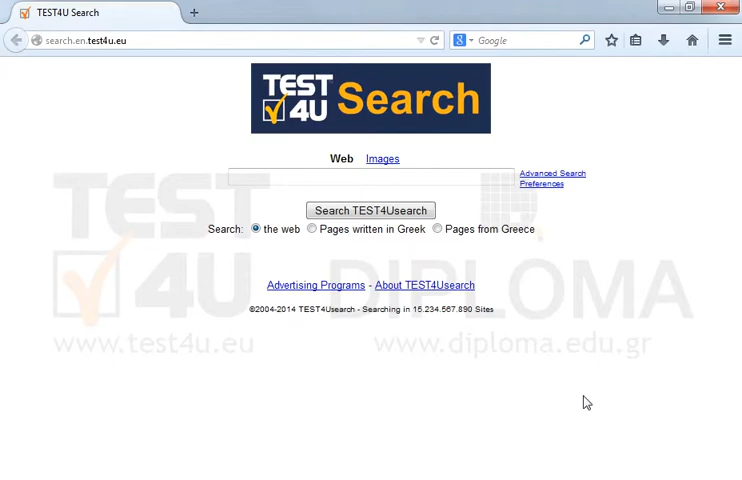 TEST4U Search
search.en.test4u.eu
Google
TEST 4U Search
Web Images
Advanced Search
Preferences
Search TEST4Usearch
Search: the web Pages written in Greek Pages from Greece
Advertising Programs - About TEST4Usearch
©2004-2014 TEST4Usearch - Searching in 15.234.567.890 Sites
TEST 4U DIPLOMA
www.test4u.eu www.diploma.edu.gr